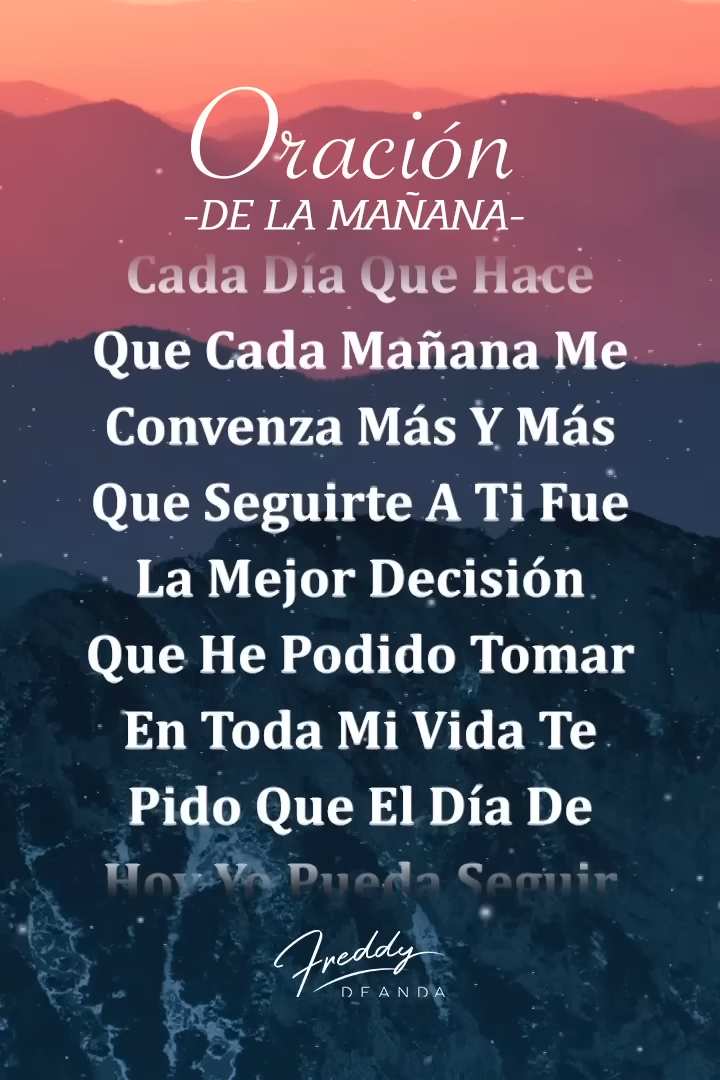 Oración
-DE LA MAÑANA-
Cada Día Que Hace
Que Cada Mañana Me
Convenza Más Y Más
Que Seguirte A Ti Fue
La Mejor Decisión
Que He Podido Tomar
En Toda Mi Vida Te
Pido Que El Día De
Hoy Yo Pueda Seguir
Freddy
DEANDA